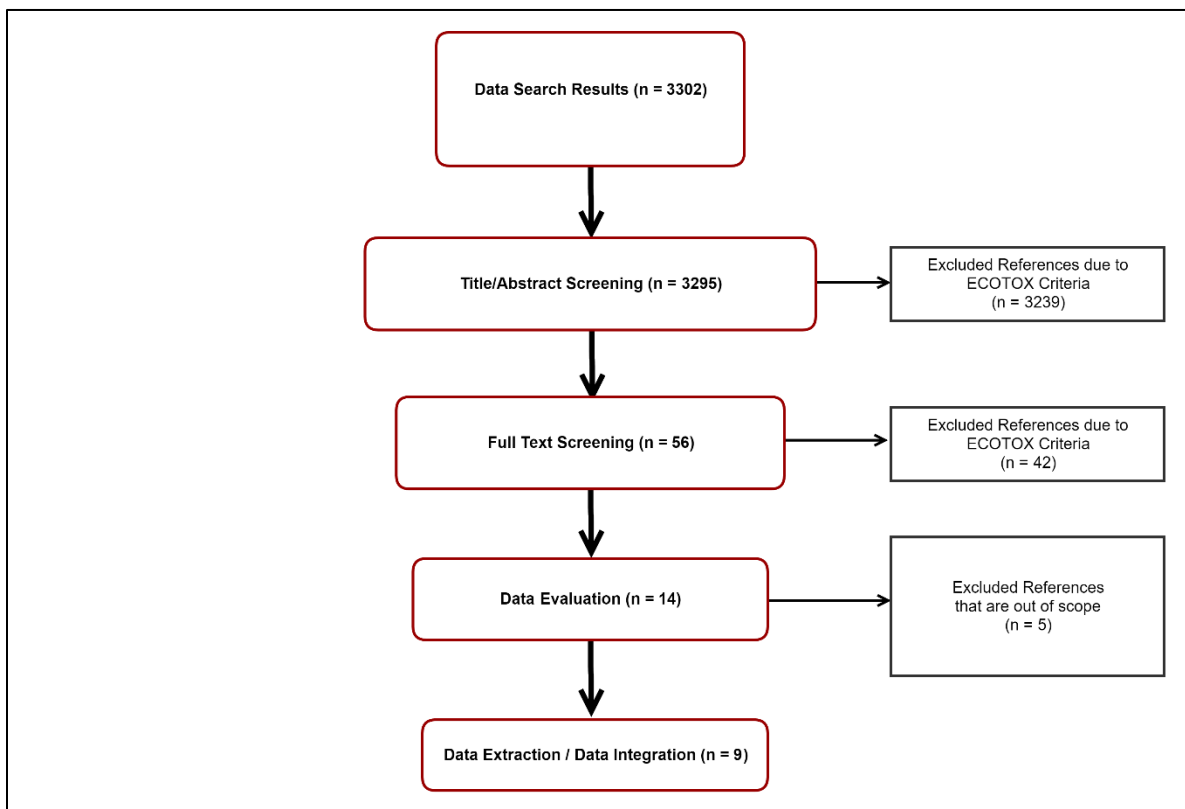 Data Search Results (n = 3302)
Title/Abstract Screening (n = 3295)
Excluded References due to
ECOTOX Criteria
(n = 3239)
Full Text Screening (n = 56)
Excluded References due to
ECOTOX Criteria
(n = 42)
Data Evaluation (n = 14)
Excluded References
that are out of scope
(n = 5)
Data Extraction / Data Integration (n = 9)